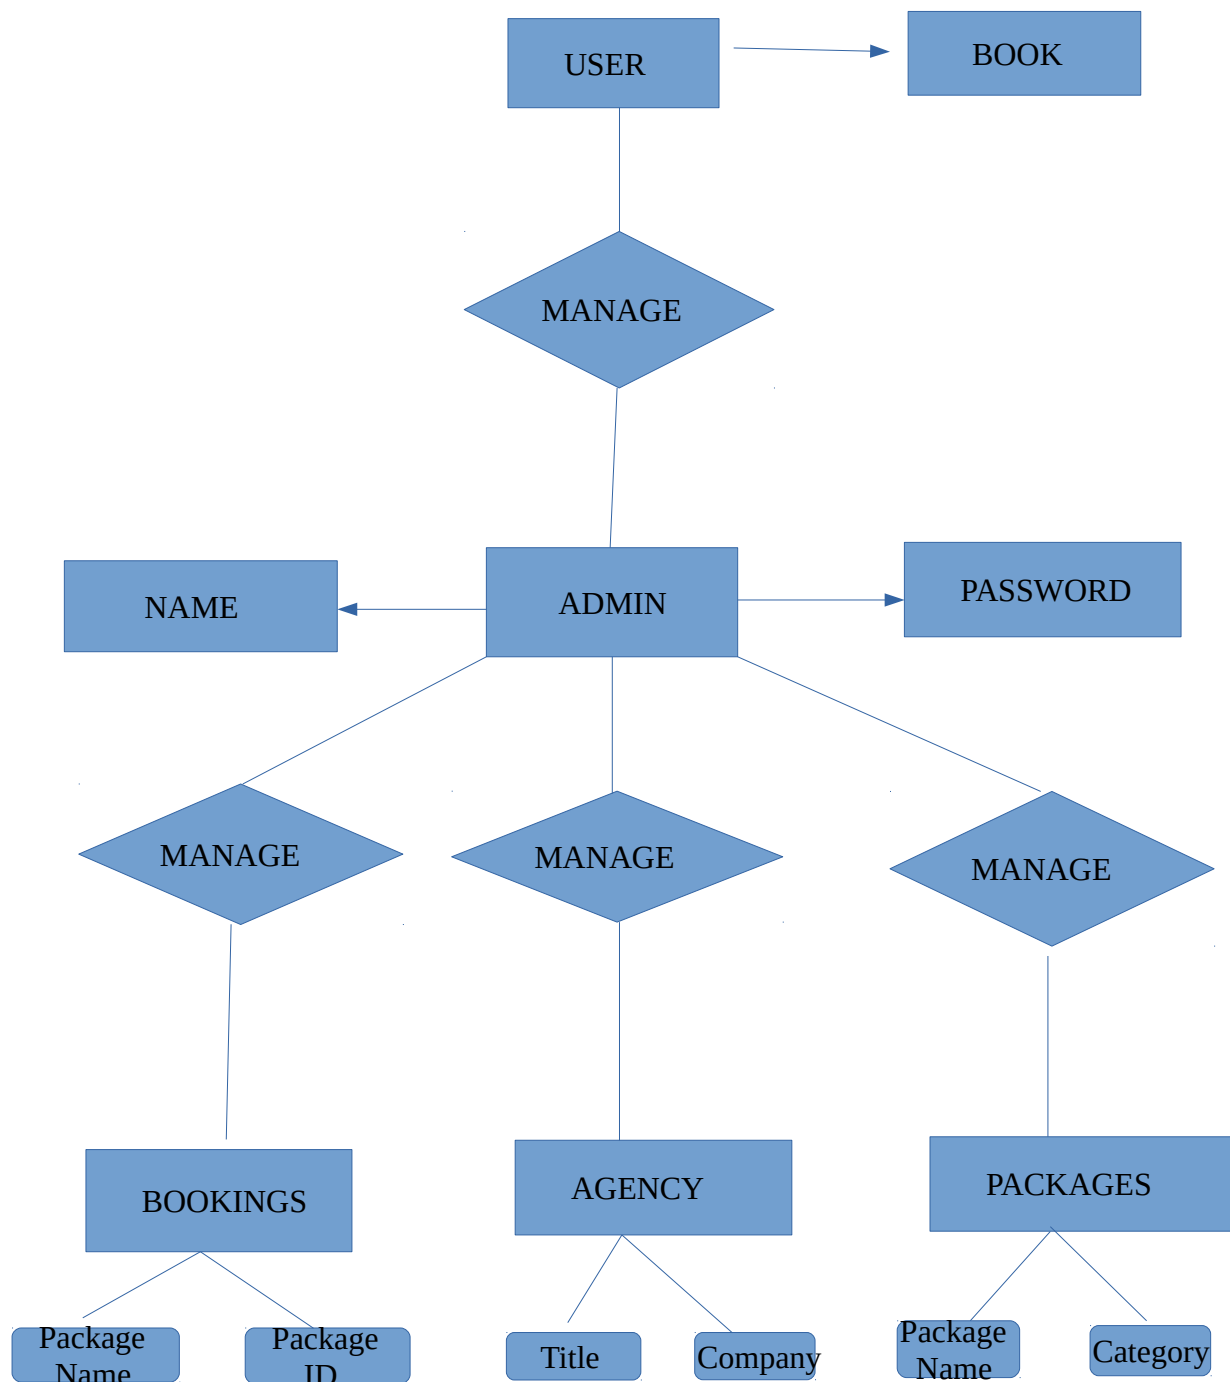 USER
BOOK
MANAGE
NAME
ADMIN
PASSWORD
MANAGE
MANAGE
MANAGE
BOOKINGS
AGENCY
PACKAGES
Package
Name
Package
ID
Title
Company
Package
Name
Category